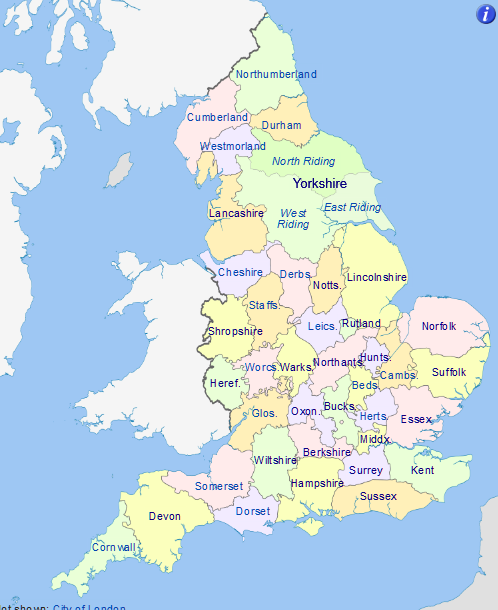 i
Northumberland
Cumberland
Durham
Westmorland
North Riding
Yorkshire
East Riding
West
Riding
Lancashire
Cheshire
Derbs.
Notts.
Lincolnshire
Staffs.
Shropshire
Leics.
Rutland
Norfolk
Heref.
Worcs.
Warks.
Northants.
Hunts.
Cambs.
Suffolk
Beds.
Glos.
Oxon.
Bucks.
Herts.
Essex
Middx.
Wiltshire
Berkshire
Surrey
Kent
Somerset
Hampshire
Sussex
Devon
Dorset
Cornwall
ot shown: City of London